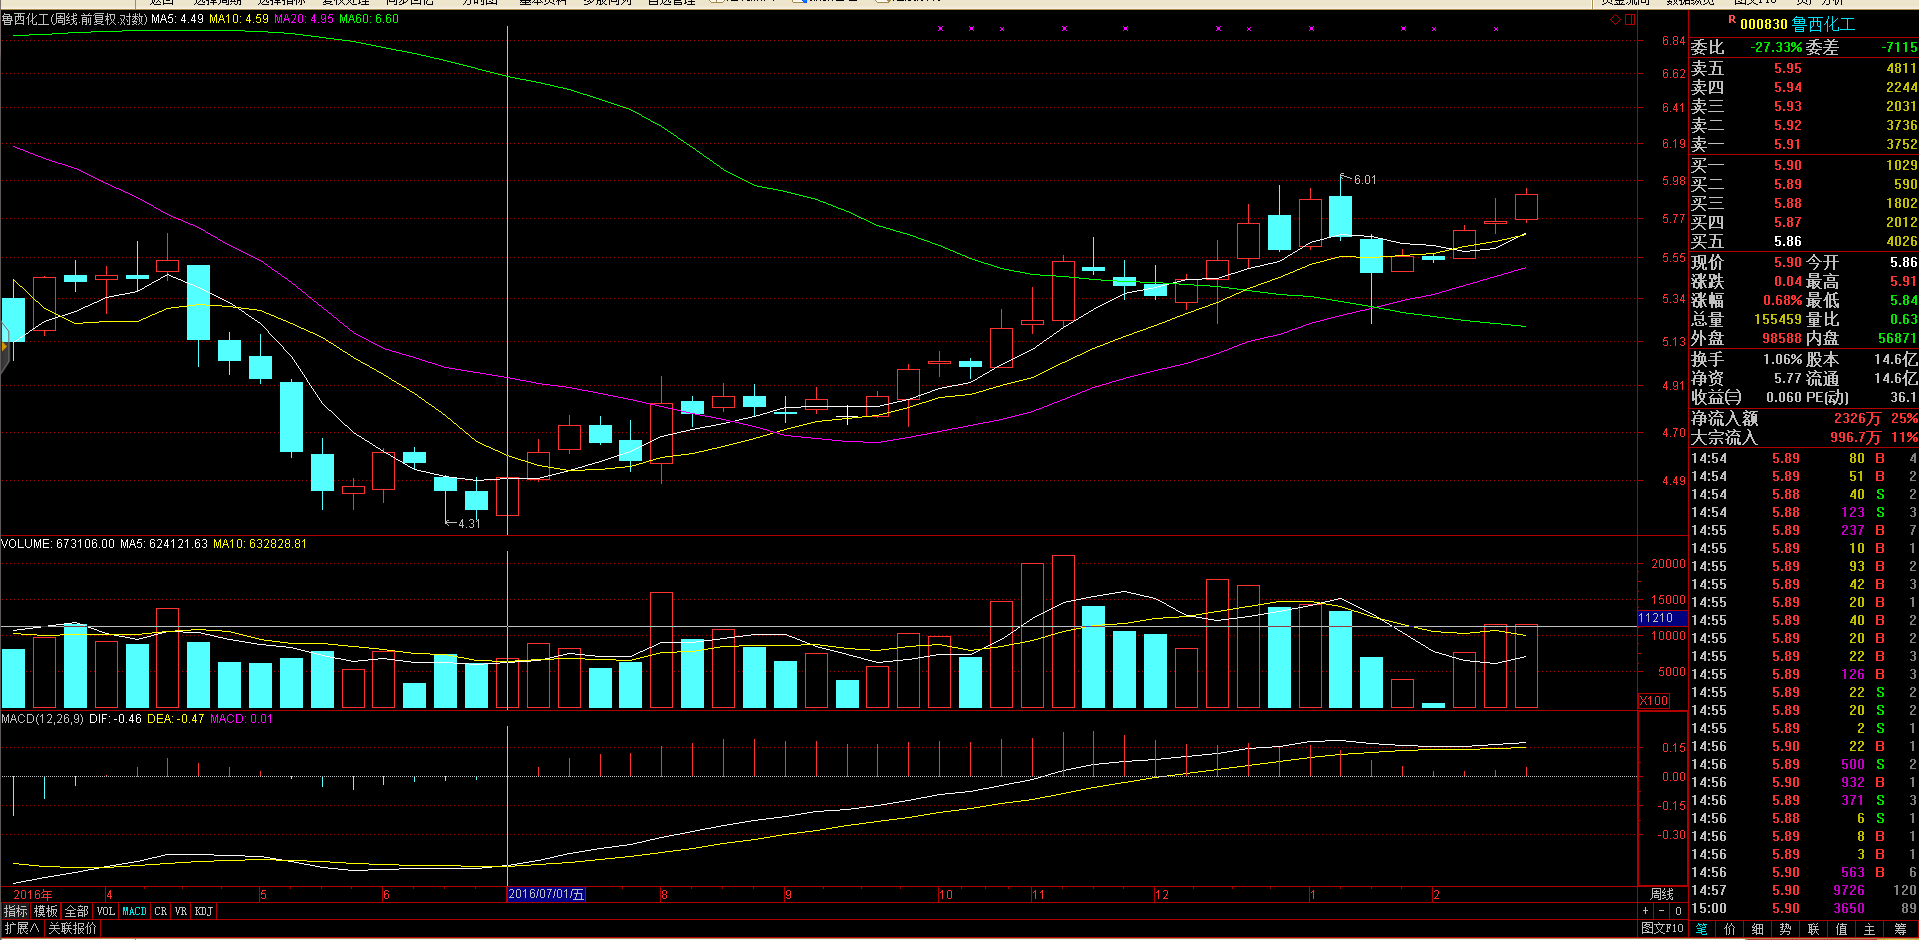 鲁西化工(周线.前复权.对数) MA5: 4.49 MA10: 4.59 MA20: 4.95 MA60: 6.60
6.84
6.62
6.41
6.19
5.98
5.77
5.55
5.34
5.13
4.91
4.70
4.49
6.01
4.31
VOLUME: 673106.00 MA5: 624121.63 MA10: 632828.81
20000
15000
11210
10000
5000
X100
MACD(12,26,9) DIF: -0.46 DEA: -0.47 MACD: 0.01
0.15
0.00
-0.15
-0.30
2016年 4 5 6 2016/07/01/五 8 9 10 11 12 1 2 周线
指标 模板 全部 VOL MACD CR VR KDJ + - 0
扩展∧ 关联报价 图文F10
R 000830 鲁西化工
委比 -27.33% 委差 -7115
卖五 5.95 4811
卖四 5.94 2244
卖三 5.93 2031
卖二 5.92 3736
卖一 5.91 3752
买一 5.90 1029
买二 5.89 590
买三 5.88 1802
买四 5.87 2012
买五 5.86 4026
现价 5.90 今开 5.86
涨跌 0.04 最高 5.91
涨幅 0.68% 最低 5.84
总量 155459 量比 0.63
外盘 98588 内盘 56871
换手 1.06% 股本 14.6亿
净资 5.77 流通 14.6亿
收益㈢ 0.060 PE(动) 36.1
净流入额 2326万 25%
大宗流入 996.7万 11%
14:54 5.89 80 B 4
14:54 5.89 51 B 2
14:54 5.88 40 S 2
14:54 5.88 123 S 3
14:55 5.89 237 B 7
14:55 5.89 10 B 1
14:55 5.89 93 B 2
14:55 5.89 42 B 3
14:55 5.89 20 B 1
14:55 5.89 40 B 2
14:55 5.89 20 B 2
14:55 5.89 22 B 3
14:55 5.89 126 B 3
14:55 5.89 22 S 2
14:55 5.89 20 S 2
14:55 5.89 2 S 1
14:56 5.90 22 B 1
14:56 5.89 500 S 2
14:56 5.90 932 B 1
14:56 5.89 371 S 3
14:56 5.88 6 S 1
14:56 5.89 8 B 1
14:56 5.89 3 B 1
14:56 5.90 563 B 6
14:57 5.90 9726 120
15:00 5.90 3650 89
笔 价 细 势 联 值 主 筹